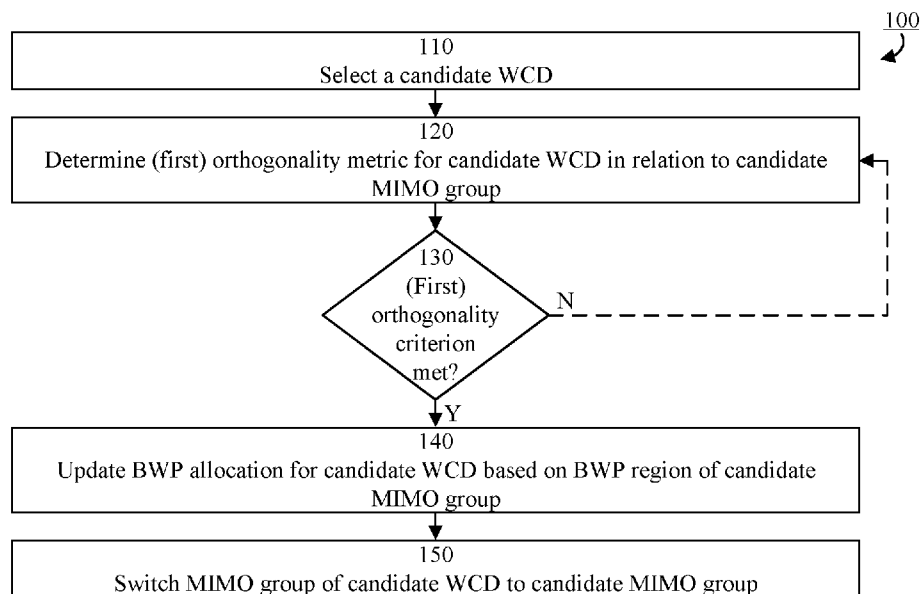 100
110
Select a candidate WCD
120
Determine (first) orthogonality metric for candidate WCD in relation to candidate
MIMO group
130
(First)
orthogonality
criterion
met?
N
Y
140
Update BWP allocation for candidate WCD based on BWP region of candidate
MIMO group
150
Switch MIMO group of candidate WCD to candidate MIMO group